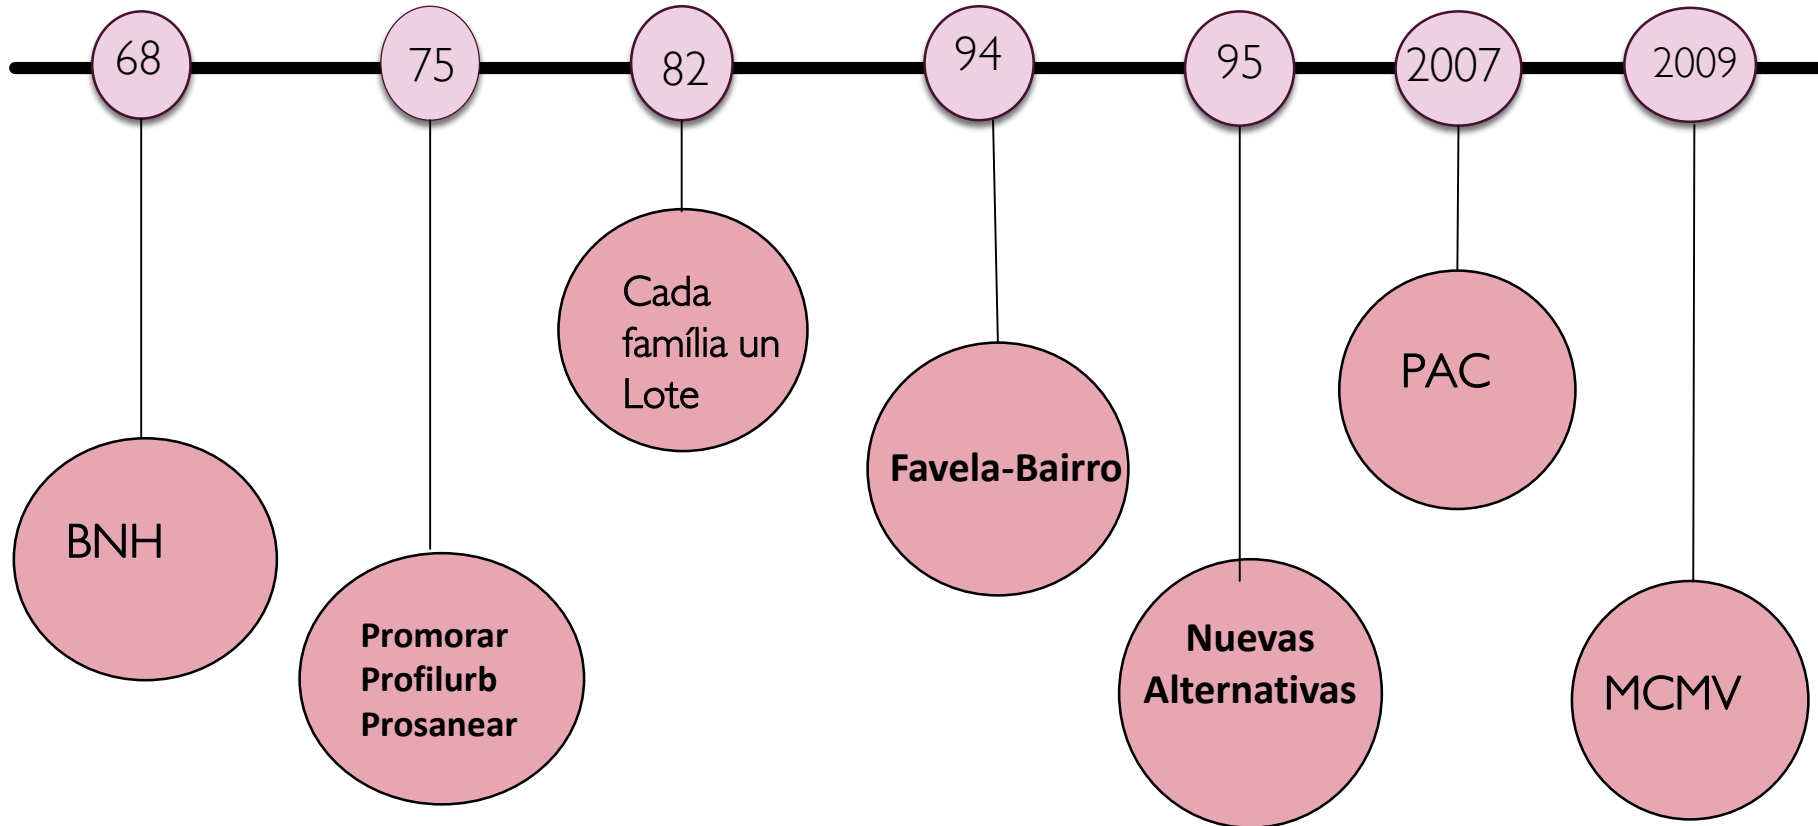 68
75
82
94
95
2007
2009
BNH
Promorar
Profilurb
Prosanear
Cada
família un
Lote
Favela-Bairro
Nuevas
Alternativas
PAC
MCMV